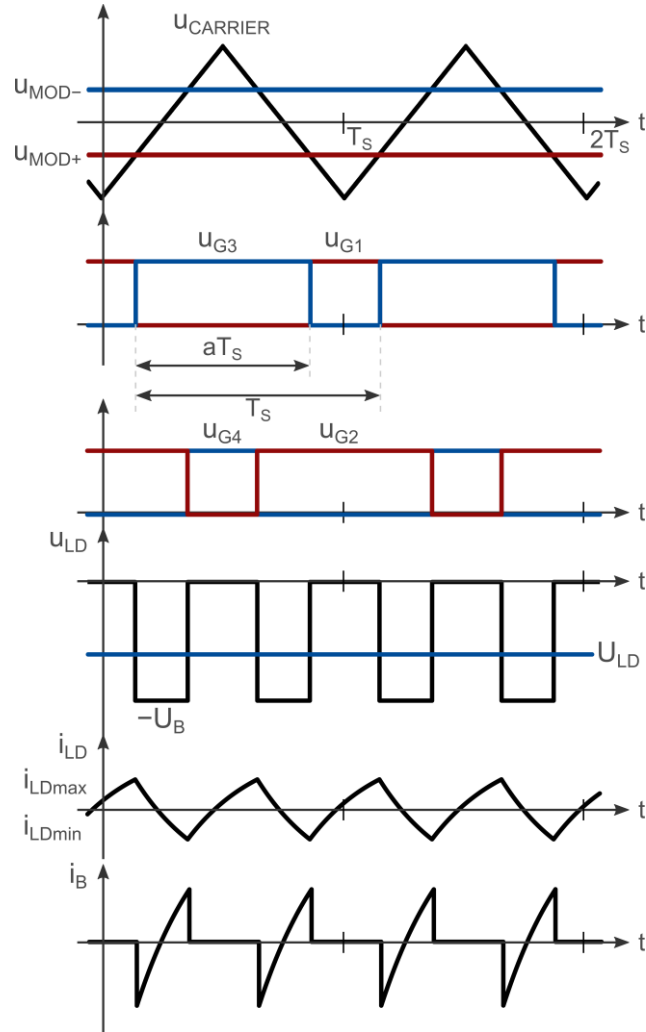 u_CARRIER
u_MOD−
t
T_S
2T_S
u_MOD+
u_G3 u_G1
t
aT_S
T_S
u_G4 u_G2
t
u_LD
t
U_LD
−U_B
i_LD
i_LDmax
t
i_LDmin
i_B
t